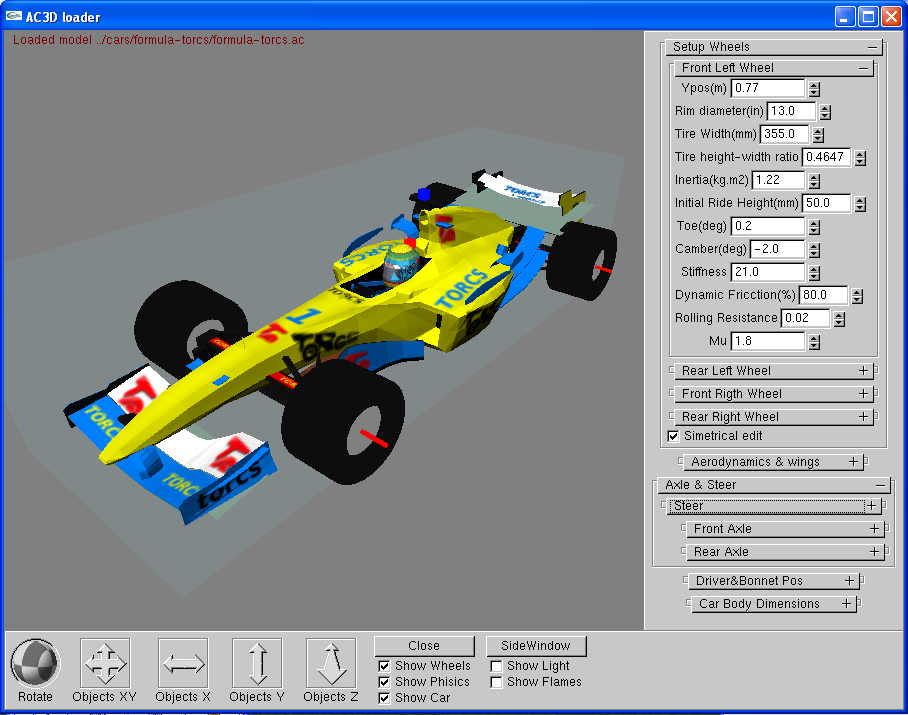 AC3D loader
Loaded model ../cars/formula-torcs/formula-torcs.ac
Setup Wheels
Front Left Wheel
Ypos(m) 0.77
Rim diameter(in) 13.0
Tire Width(mm) 355.0
Tire height-width ratio 0.4647
Inertia(kg.m2) 1.22
Initial Ride Height(mm) 50.0
Toe(deg) 0.2
Camber(deg) -2.0
Stiffness 21.0
Dynamic Fricction(%) 80.0
Rolling Resistance 0.02
Mu 1.8
Rear Left Wheel
Front Rigth Wheel
Rear Right Wheel
Simetrical edit
Aerodynamics & wings
Axle & Steer
Steer
Front Axle
Rear Axle
Driver&Bonnet Pos
Car Body Dimensions
TORCS
TORCS
TORCS
TORCS
1
TORCS
TORCS
torcs
Rotate
Objects XY
Objects X
Objects Y
Objects Z
Close
SideWindow
Show Wheels
Show Light
Show Phisics
Show Flames
Show Car